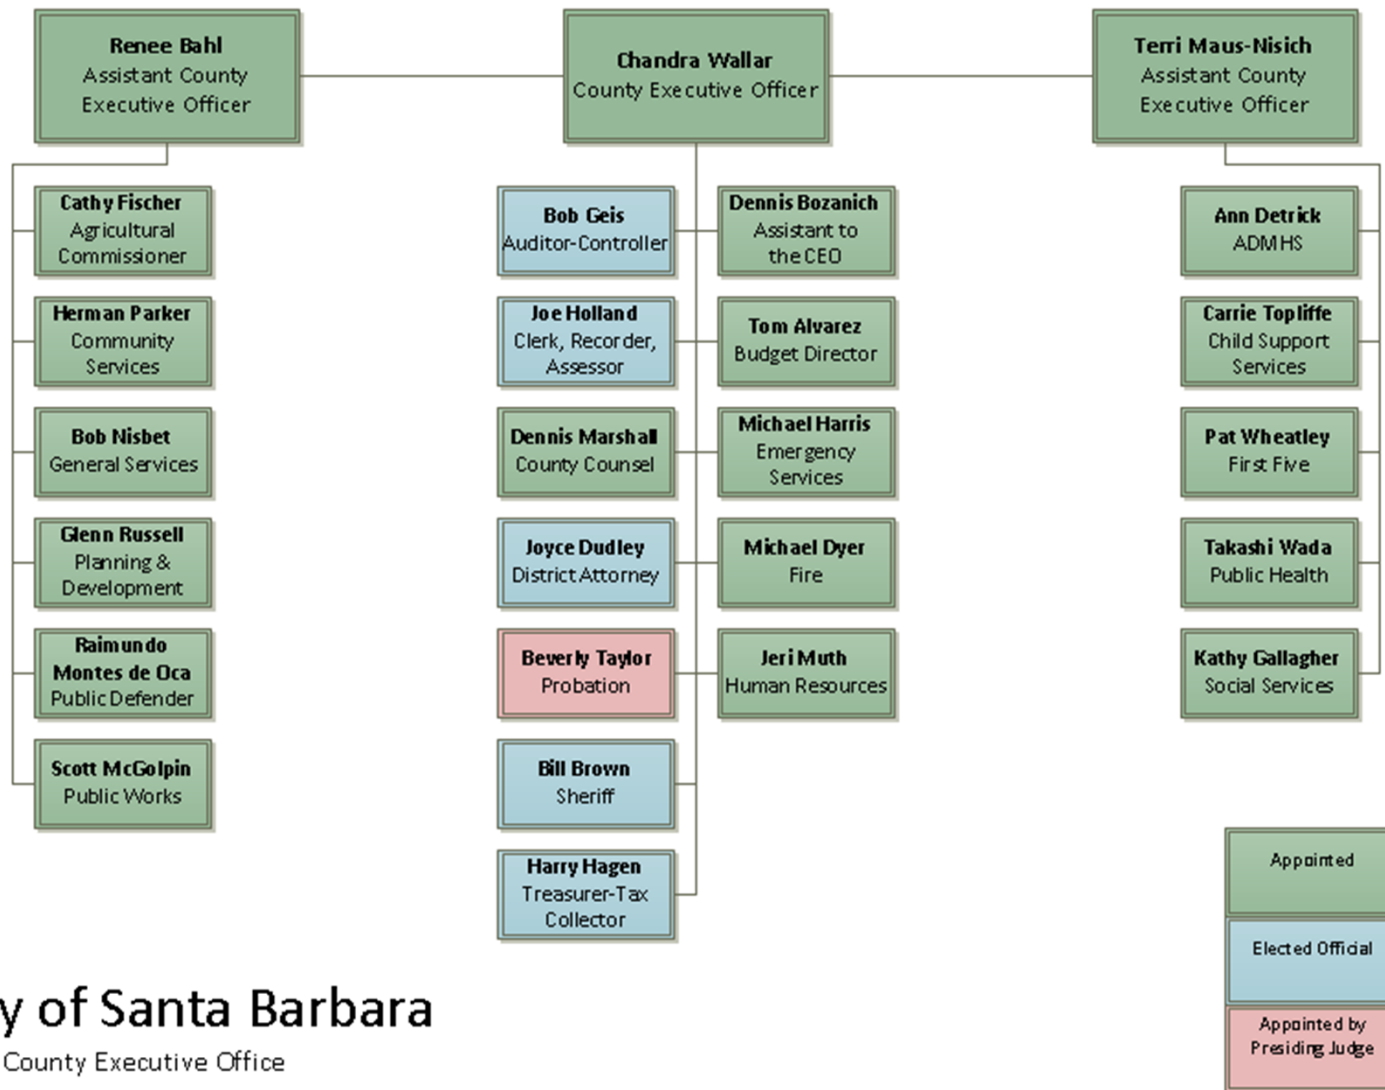 Renee Bahl
Assistant County
Executive Officer
Chandra Wallar
County Executive Officer
Terri Maus-Nisich
Assistant County
Executive Officer
Cathy Fischer
Agricultural
Commissioner
Herman Parker
Community
Services
Bob Nisbet
General Services
Glenn Russell
Planning &
Development
Raimundo
Montes de Oca
Public Defender
Scott McGolpin
Public Works
Bob Geis
Auditor-Controller
Joe Holland
Clerk, Recorder,
Assessor
Dennis Marshall
County Counsel
Joyce Dudley
District Attorney
Beverly Taylor
Probation
Bill Brown
Sheriff
Harry Hagen
Treasurer-Tax
Collector
Dennis Bozanich
Assistant to
the CEO
Tom Alvarez
Budget Director
Michael Harris
Emergency
Services
Michael Dyer
Fire
Jeri Muth
Human Resources
Ann Detrick
ADMHS
Carrie Topliffe
Child Support
Services
Pat Wheatley
First Five
Takashi Wada
Public Health
Kathy Gallagher
Social Services
Appointed
Elected Official
Appointed by
Presiding Judge
y of Santa Barbara
County Executive Office